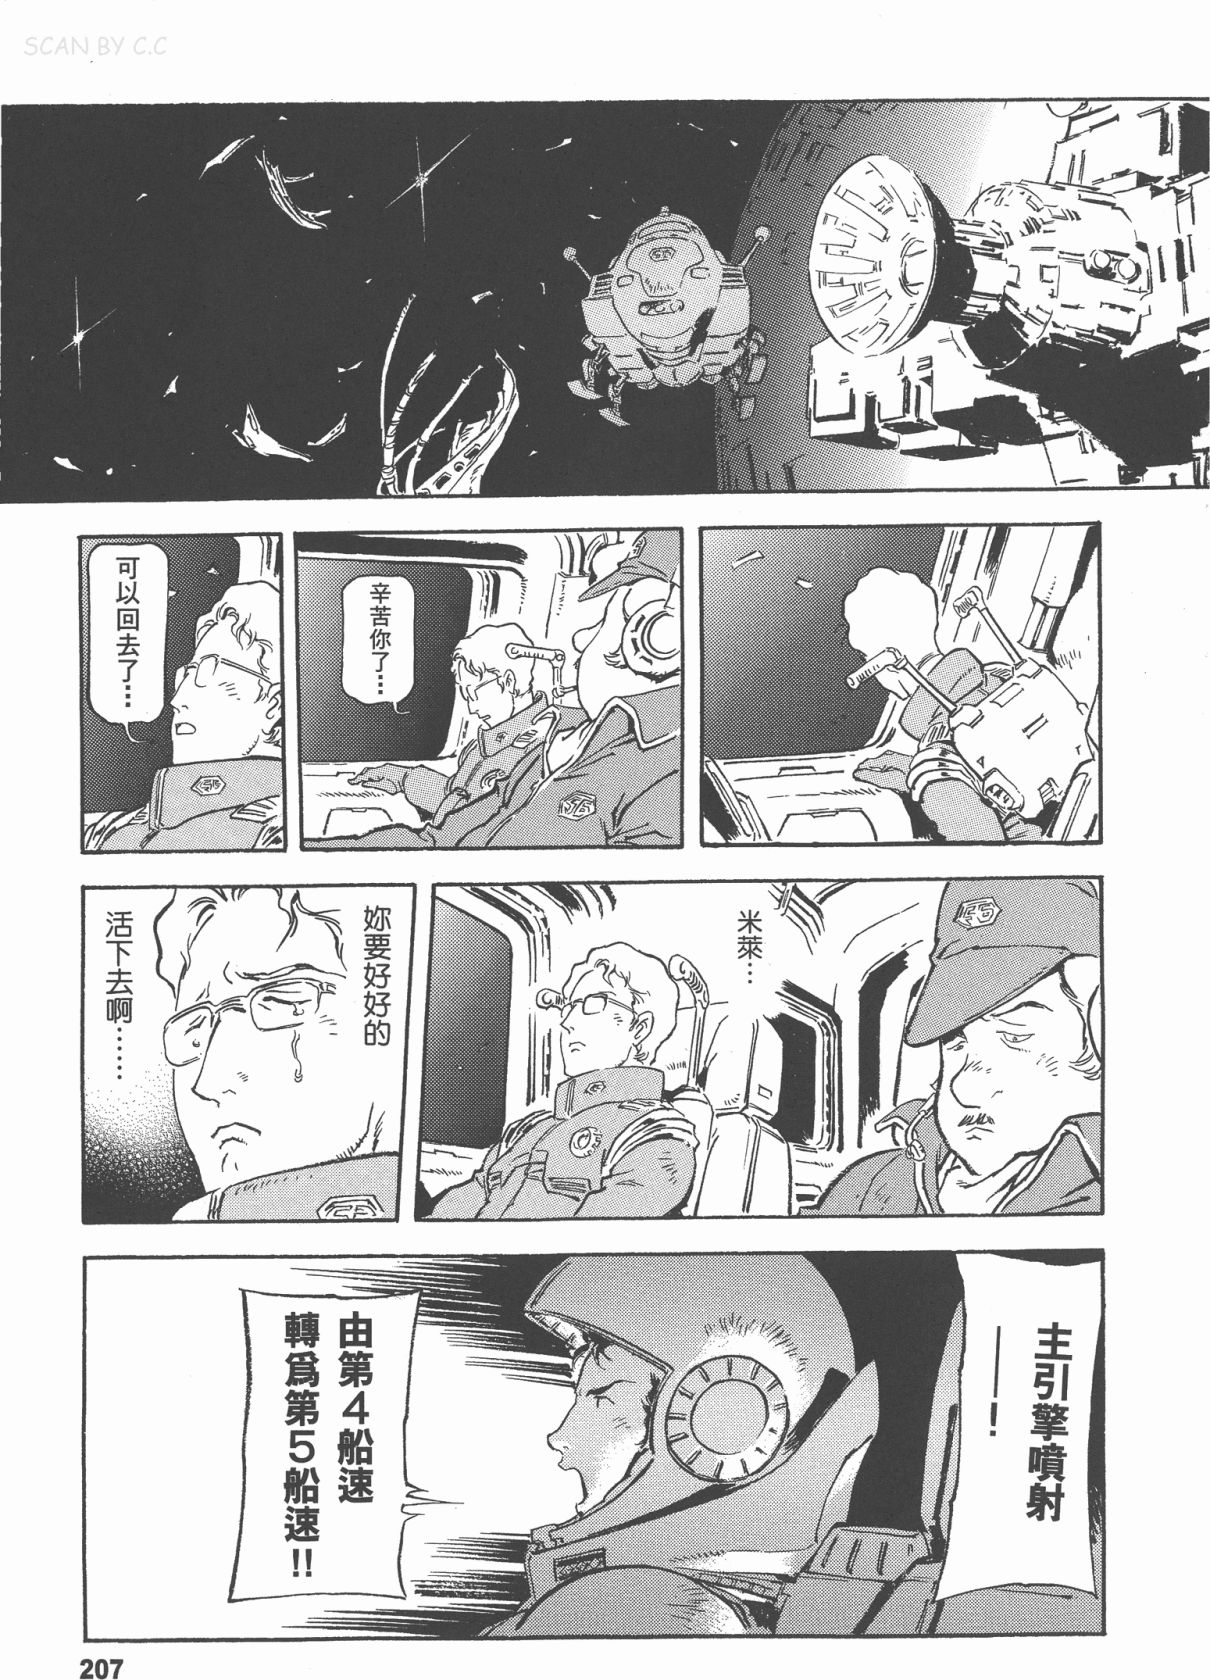 SCAN BY C.C
辛苦你了…
可以回去了…
米萊…
妳要好好的
活下去啊……
主引擎噴射
——!
由第4船速
轉爲第5船速!!
207